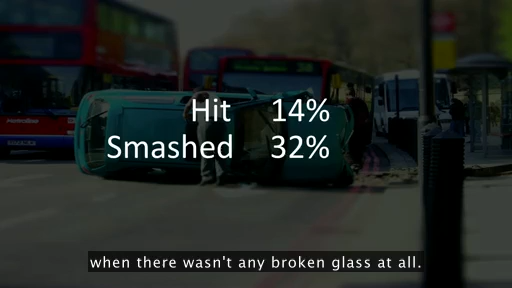 Hit 14%
Smashed 32%
when there wasn't any broken glass at all.